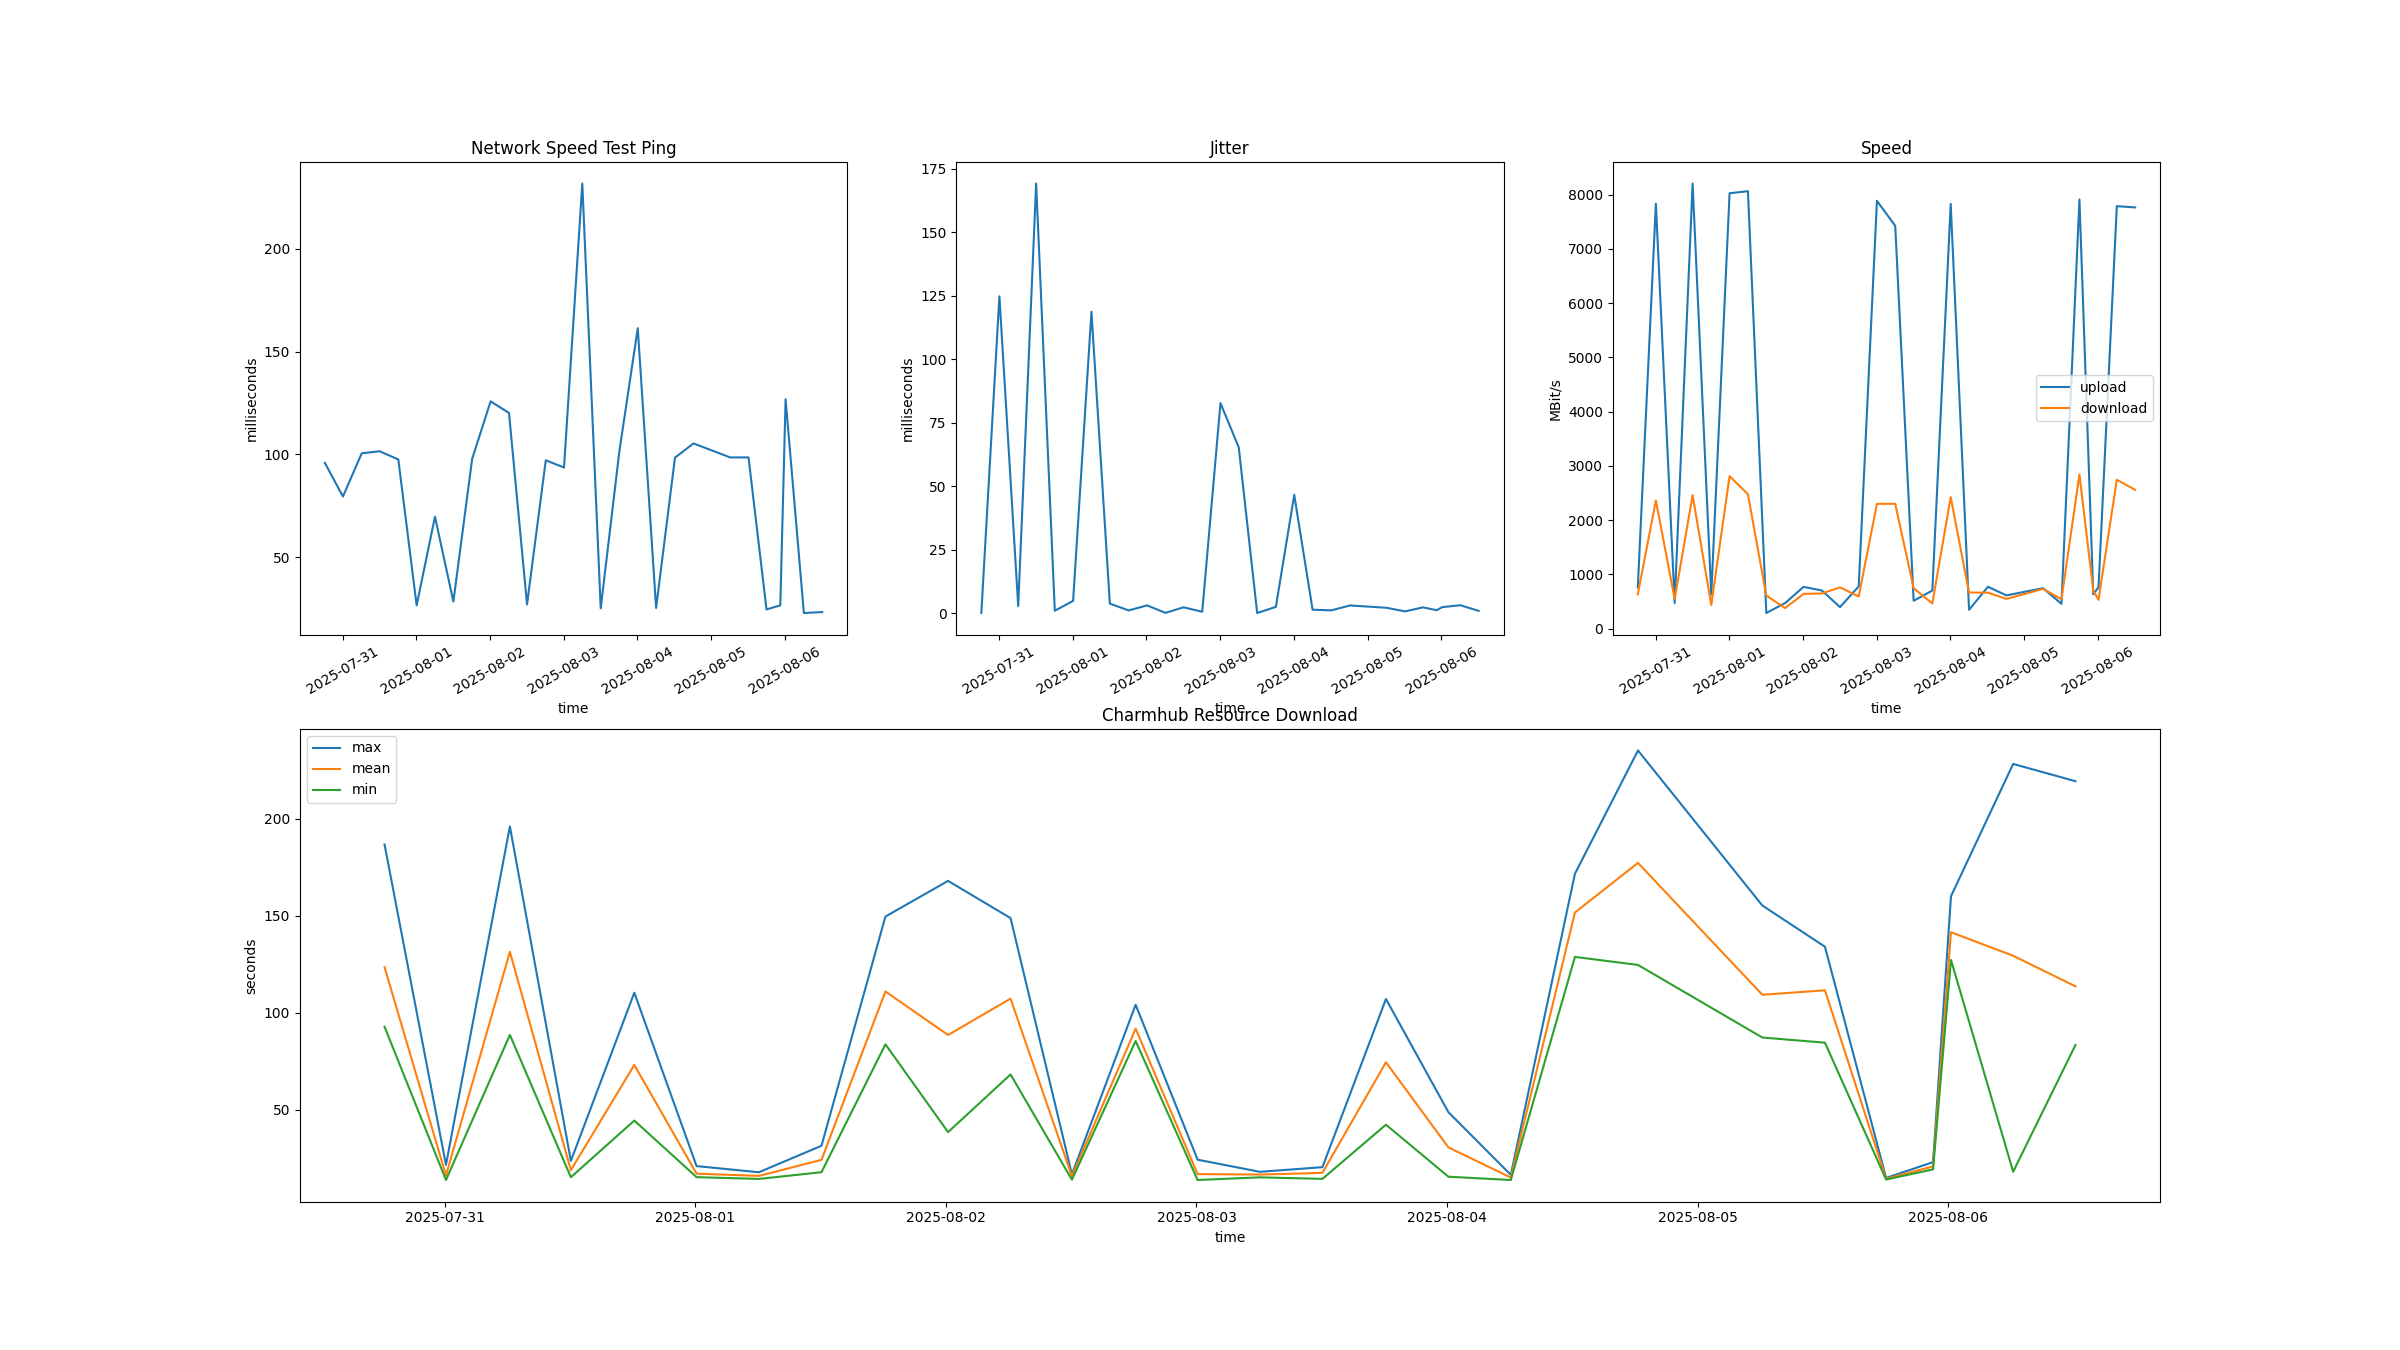 Network Speed Test Ping
milliseconds
200
150
100
50
2025-07-31 2025-08-01 2025-08-02 2025-08-03 2025-08-04 2025-08-05 2025-08-06
time
Jitter
milliseconds
175
150
125
100
75
50
25
0
2025-07-31 2025-08-01 2025-08-02 2025-08-03 2025-08-04 2025-08-05 2025-08-06
time
Speed
MBit/s
8000
7000
6000
5000
4000
3000
2000
1000
0
upload
download
2025-07-31 2025-08-01 2025-08-02 2025-08-03 2025-08-04 2025-08-05 2025-08-06
time
Charmhub Resource Download
max
mean
min
seconds
200
150
100
50
2025-07-31 2025-08-01 2025-08-02 2025-08-03 2025-08-04 2025-08-05 2025-08-06
time